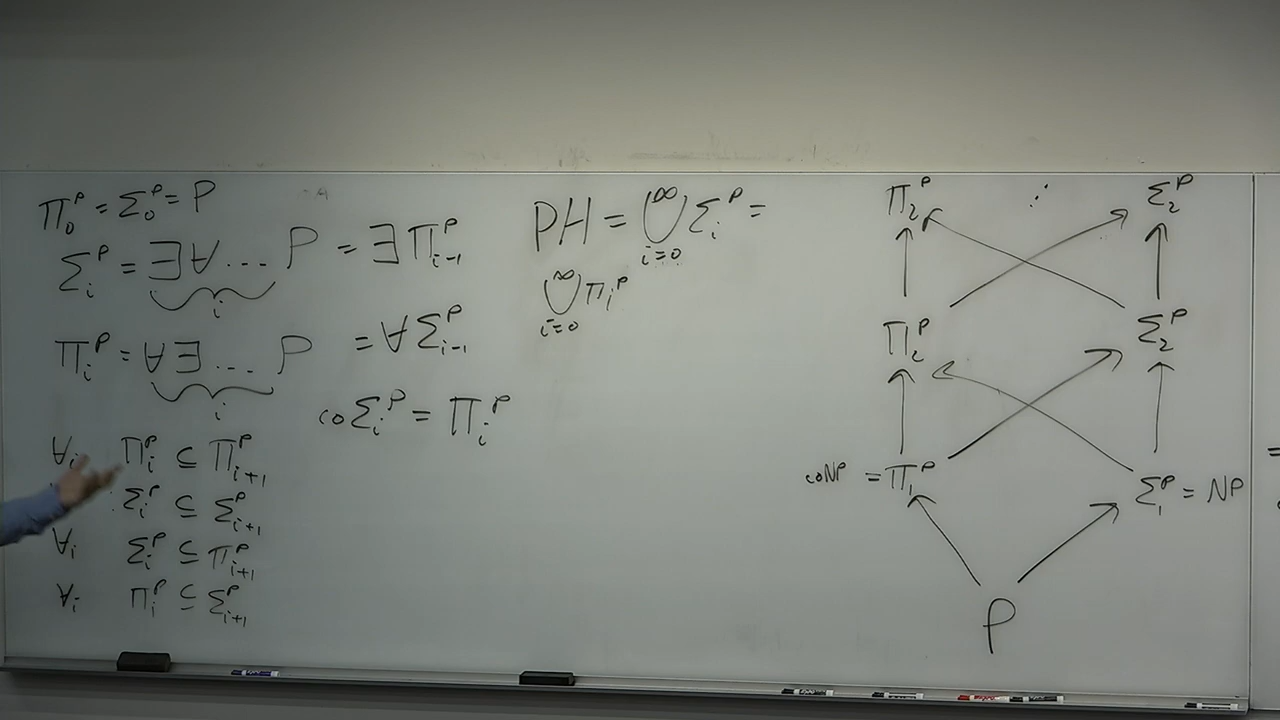 Π₀ᴾ = Σ₀ᴾ = P
Σᵢᴾ = ∃∀... P = ∃ Πᵢ₋₁ᴾ
i
Πᵢᴾ = ∀∃... P = ∀ Σᵢ₋₁ᴾ
i
coΣᵢᴾ = Πᵢᴾ
∀i Πᵢᴾ ⊆ Πᵢ₊₁ᴾ
Σᵢᴾ ⊆ Σᵢ₊₁ᴾ
∀i Σᵢᴾ ⊆ Πᵢ₊₁ᴾ
∀i Πᵢᴾ ⊆ Σᵢ₊₁ᴾ
PH = ⋃ᵢ₌₀^∞ Σᵢᴾ =
⋃ᵢ₌₀^∞ Πᵢᴾ
Π₂ᴾ ⋰ Σ₂ᴾ
Π₂ᴾ Σ₂ᴾ
coNP = Π₁ᴾ Σ₁ᴾ = NP
P